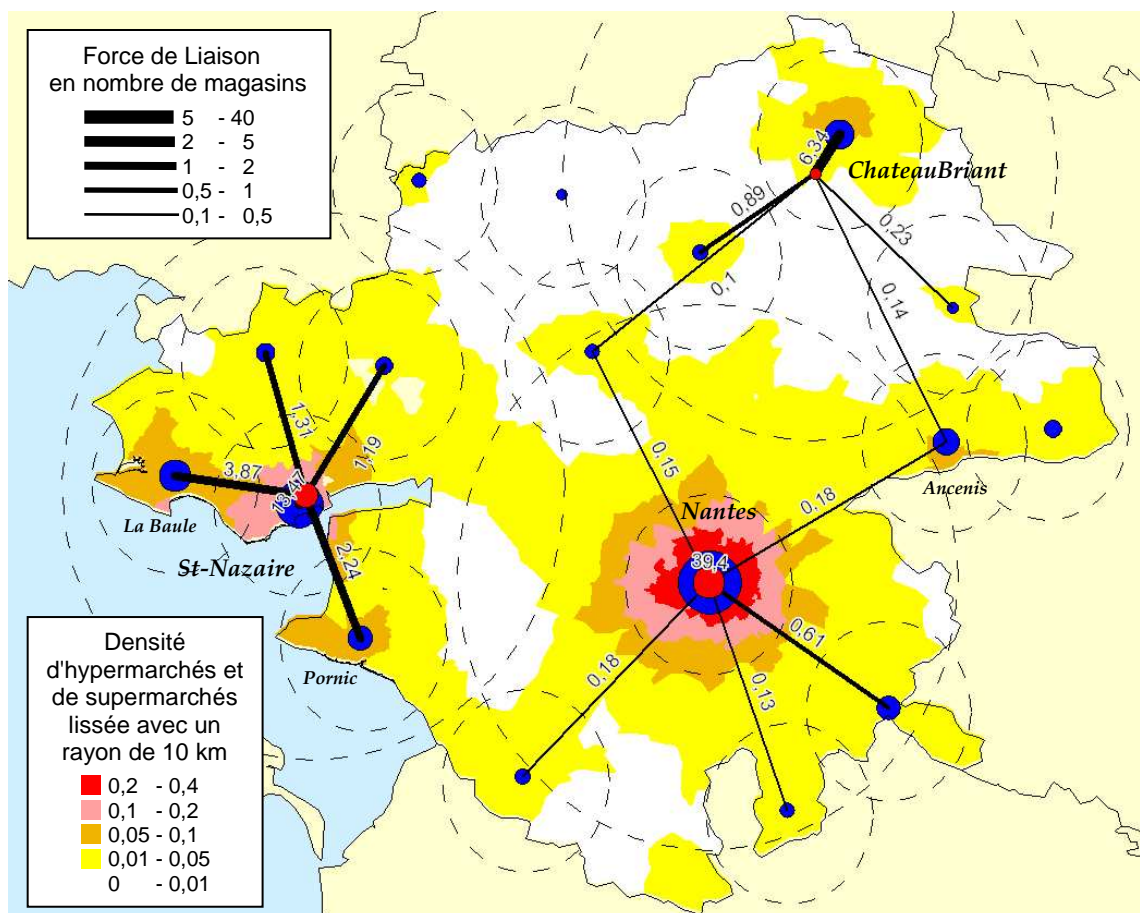 Force de Liaison
en nombre de magasins
5 - 40
2 - 5
1 - 2
0,5 - 1
0,1 - 0,5
6,34
ChateauBriant
0,89
0,23
0,1
0,14
1,31
1,19
3,87
13,47
0,15
La Baule
Nantes
0,18
Ancenis
St-Nazaire
2,24
39,4
0,61
Pornic
0,18
0,13
Densité
d'hypermarchés et
de supermarchés
lissée avec un
rayon de 10 km
0,2 - 0,4
0,1 - 0,2
0,05 - 0,1
0,01 - 0,05
0 - 0,01